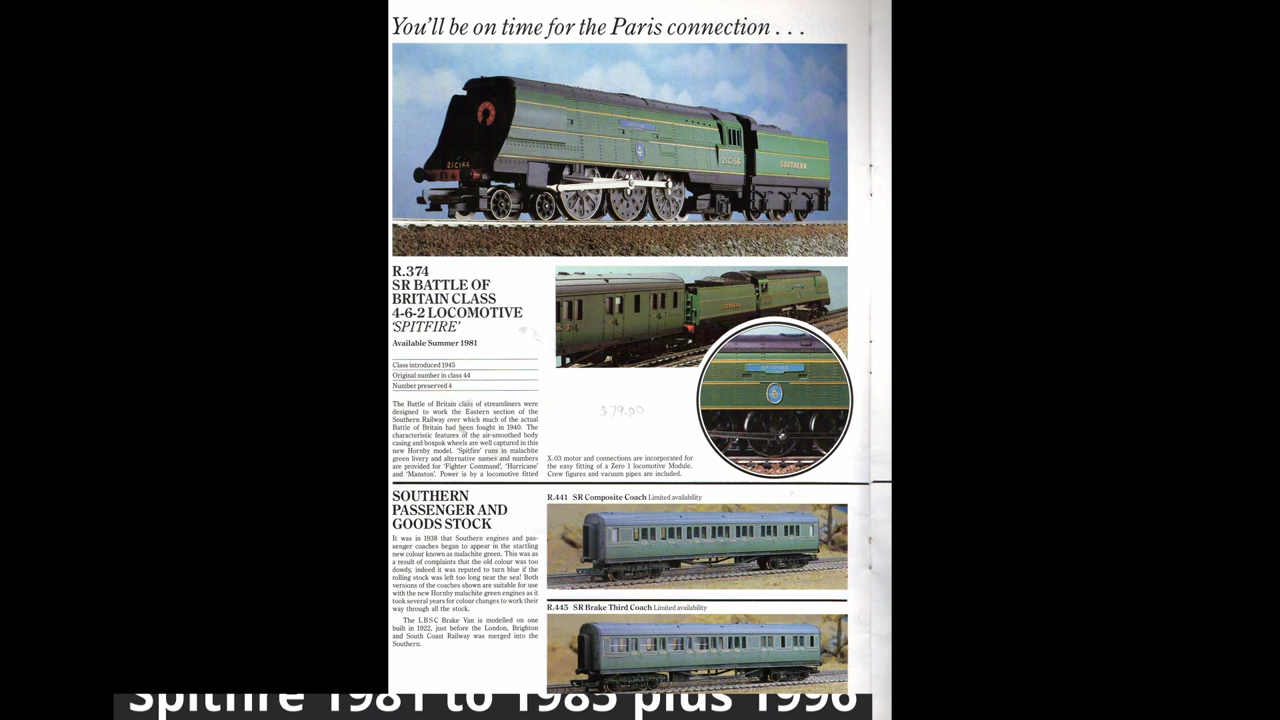 You'll be on time for the Paris connection . . .
21C166
21C166
SOUTHERN
R.374
SR BATTLE OF
BRITAIN CLASS
4-6-2 LOCOMOTIVE
'SPITFIRE'
Available Summer 1981
Class introduced 1945
Original number in class 44
Number preserved 4
The Battle of Britain class of streamliners were
designed to work the Eastern section of the
Southern Railway over which much of the actual
Battle of Britain had been fought in 1940. The
characteristic features of the air-smoothed body
casing and boxpok wheels are well captured in this
new Hornby model. 'Spitfire' runs in malachite
green livery and alternative names and numbers
are provided for 'Fighter Command', 'Hurricane'
and 'Manston'. Power is by a locomotive fitted
SOUTHERN
SPITFIRE
$79.00
X.03 motor and connections are incorporated for
the easy fitting of a Zero 1 locomotive Module.
Crew figures and vacuum pipes are included.
SOUTHERN
PASSENGER AND
GOODS STOCK
It was in 1938 that Southern engines and pas-
senger coaches began to appear in the startling
new colour known as malachite green. This was as
a result of complaints that the old colour was too
dowdy, indeed it was reputed to turn blue if the
rolling stock was left too long near the sea! Both
versions of the coaches shown are suitable for use
with the new Hornby malachite green engines as it
took several years for colour changes to work their
way through all the stock.
The LBSC Brake Van is modelled on one
built in 1922, just before the London, Brighton
and South Coast Railway was merged into the
Southern.
R.441 SR Composite Coach Limited availability
R.445 SR Brake Third Coach Limited availability
Spitfire 1981 to 1985 plus 1996